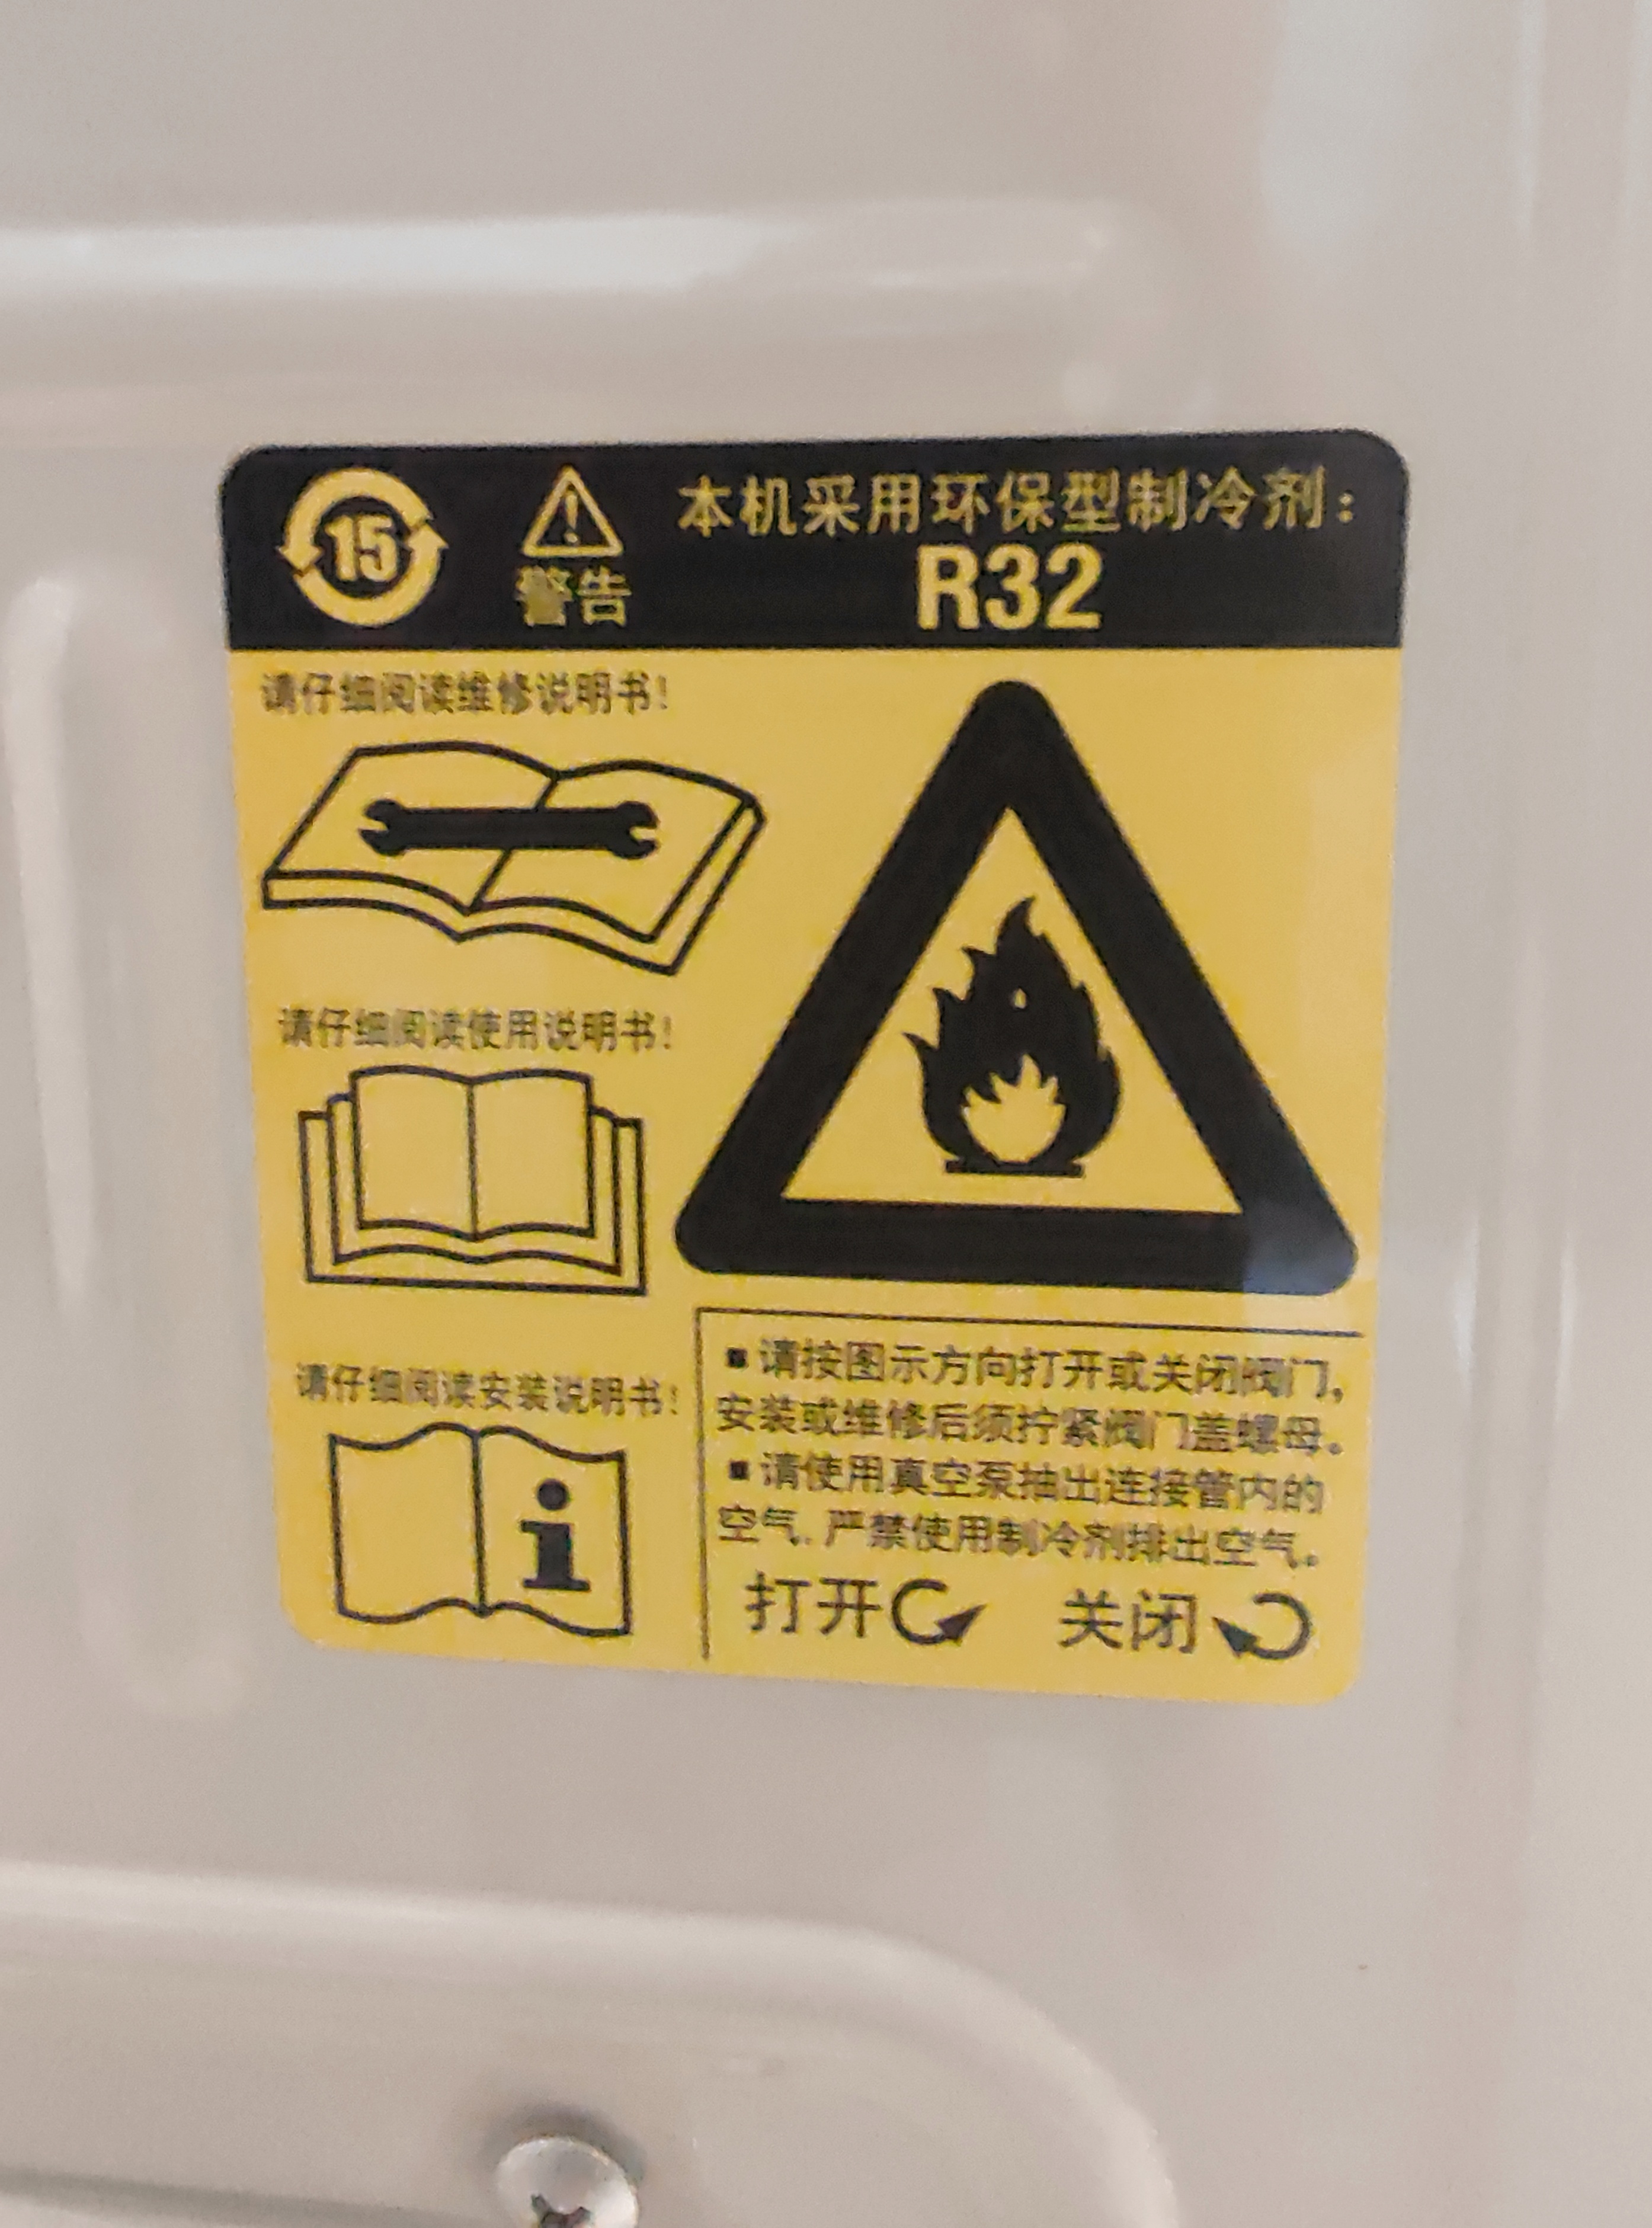 15
警告
本机采用环保型制冷剂：
R32
请仔细阅读维修说明书！
请仔细阅读使用说明书！
请仔细阅读安装说明书！
i
■请按图示方向打开或关闭阀门，
安装或维修后须拧紧阀门盖螺母。
■请使用真空泵抽出连接管内的
空气，严禁使用制冷剂排出空气。
打开 关闭